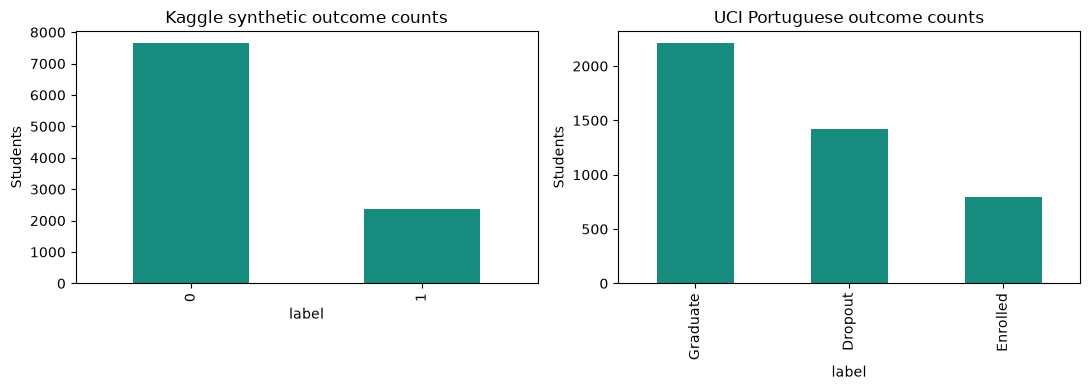 Kaggle synthetic outcome counts
8000
7000
6000
5000
4000
3000
2000
1000
0
Students
0
1
label
UCI Portuguese outcome counts
2000
1500
1000
500
0
Students
Graduate
Dropout
Enrolled
label